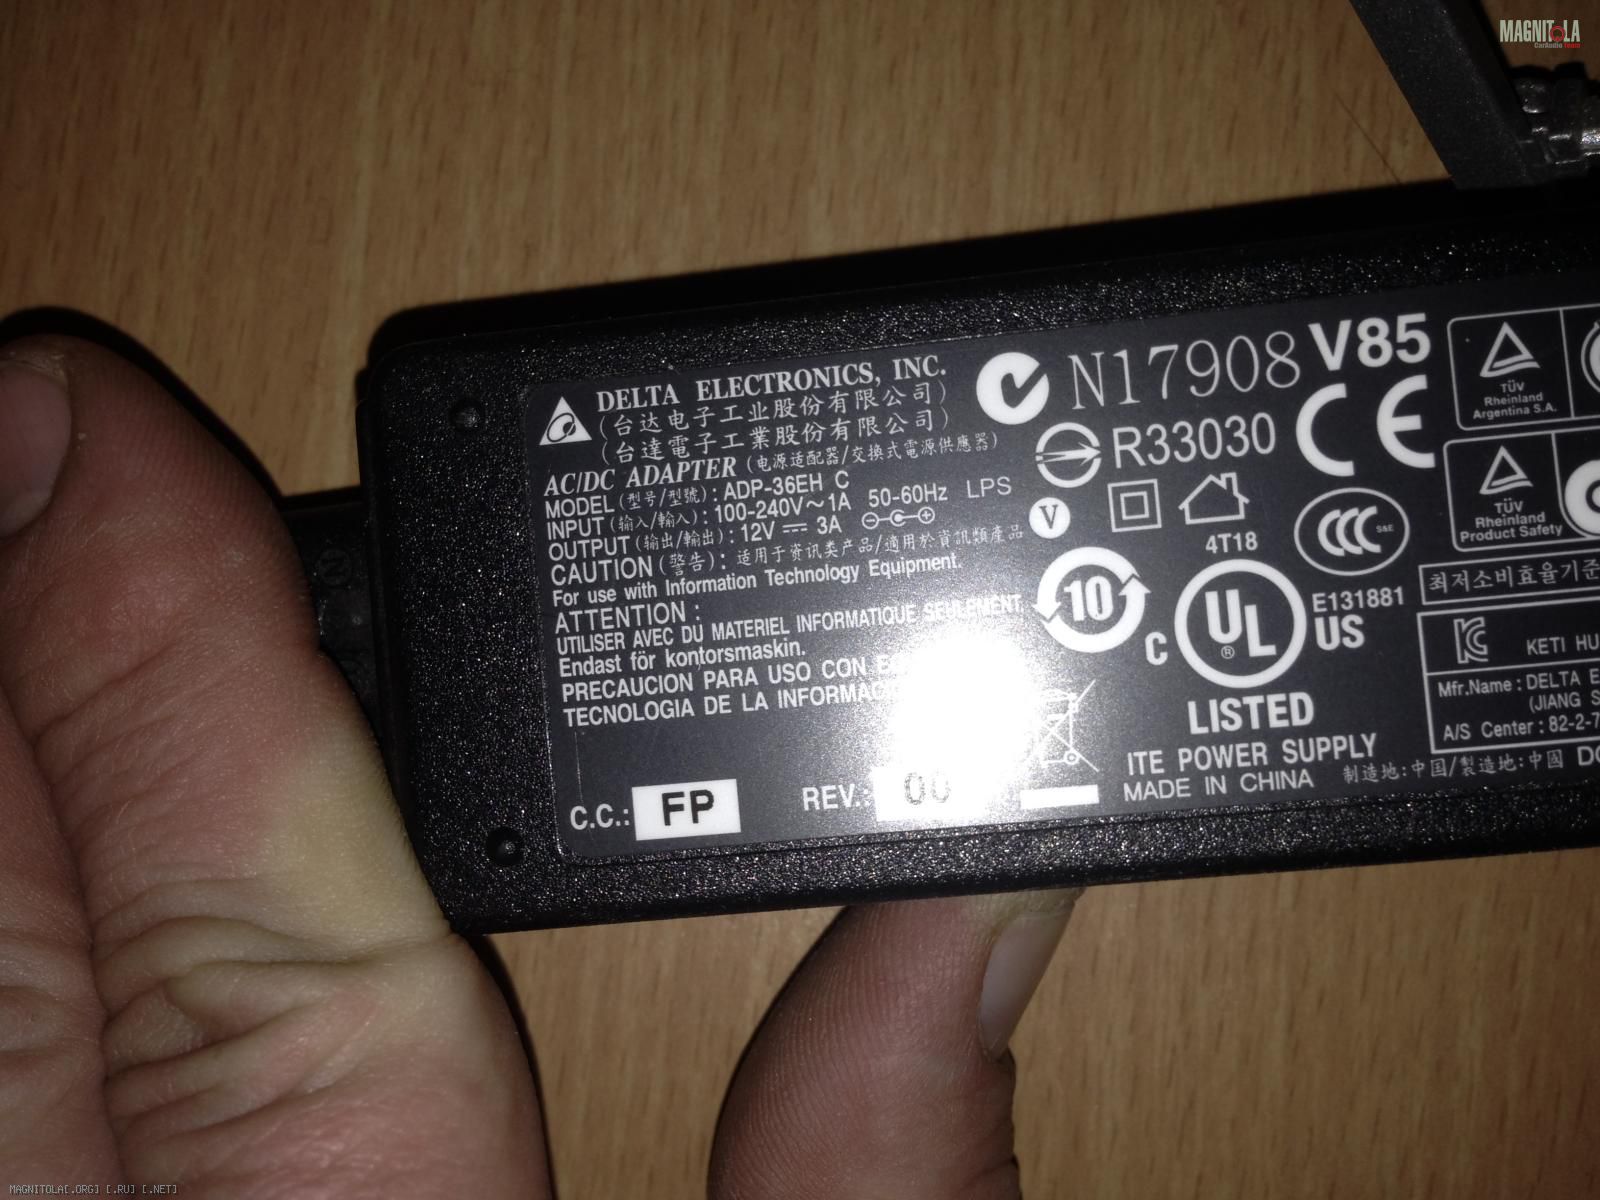 MAGNITOLA
CarAudio Team
DELTA ELECTRONICS, INC.
(台达电子工业股份有限公司)
(台達電子工業股份有限公司)
AC/DC ADAPTER (电源适配器/交換式電源供應器)
MODEL (型号/型號) : ADP-36EH C
INPUT (输入/輸入) : 100-240V~1A 50-60Hz LPS
OUTPUT (输出/輸出) : 12V 3A
CAUTION (警告) : 适用于资讯类产品/適用於資訊類產品
For use with Information Technology Equipment.
ATTENTION :
UTILISER AVEC DU MATERIEL INFORMATIQUE SEULEMENT.
Endast för kontorsmaskin.
PRECAUCION PARA USO CON E
TECNOLOGIA DE LA INFORMAC
C.C.: FP
REV.:
N17908
V85
R33030
CE
V
4T18
CCC
S&E
10
C
UL
®
US
E131881
LISTED
ITE POWER SUPPLY
MADE IN CHINA 制造地:中国/製造地:中國
TÜV
Rheinland
Argentina S.A.
TÜV
Rheinland
Product Safety
최저소비효율기준
KETI HU
Mfr.Name : DELTA E
(JIANG S
A/S Center : 82-2-7
MAGNITOLA[.ORG] [.RU] [.NET]